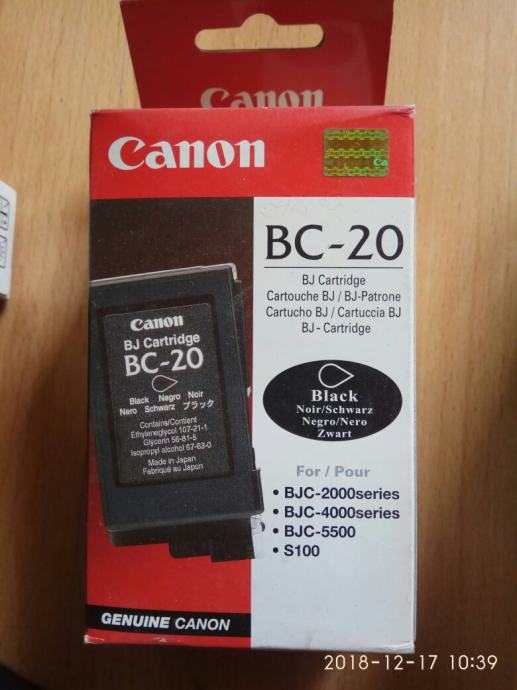 Canon
Canon
Ca
BC-20
BJ Cartridge
Cartouche BJ / BJ-Patrone
Cartucho BJ / Cartuccia BJ
BJ - Cartridge
Canon
BJ Cartridge
BC-20
Black Negro Noir
Nero Schwarz ブラック
Contains/Contient
Ethyleneglycol 107-21-1
Glycerin 56-81-5
Isopropyl alcohol 67-63-0
Made in Japan
Fabriqué au Japon
Black
Noir/Schwarz
Negro/Nero
Zwart
For / Pour
• BJC-2000series
• BJC-4000series
• BJC-5500
• S100
GENUINE CANON
2018-12-17 10:39